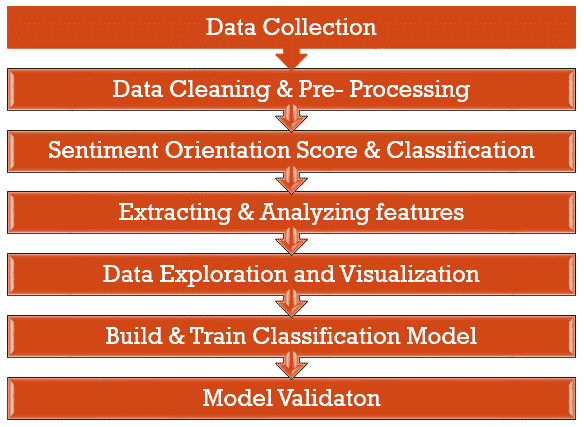 Data Collection
Data Cleaning & Pre- Processing
Sentiment Orientation Score & Classification
Extracting & Analyzing features
Data Exploration and Visualization
Build & Train Classification Model
Model Validaton